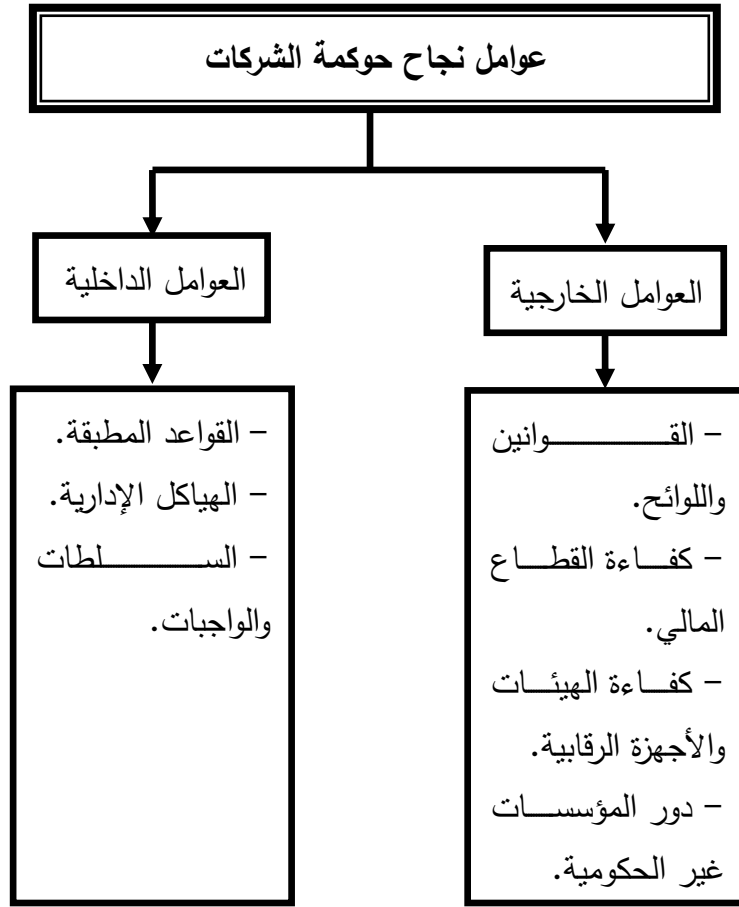 عوامل نجاح حوكمة الشركات
العوامل الخارجية
العوامل الداخلية
- القوانين
واللوائح.
- كفاءة القطاع
المالي.
- كفاءة الهيئات
والأجهزة الرقابية.
- دور المؤسسات
غير الحكومية.
- القواعد المطبقة.
- الهياكل الإدارية.
- السلطات
والواجبات.